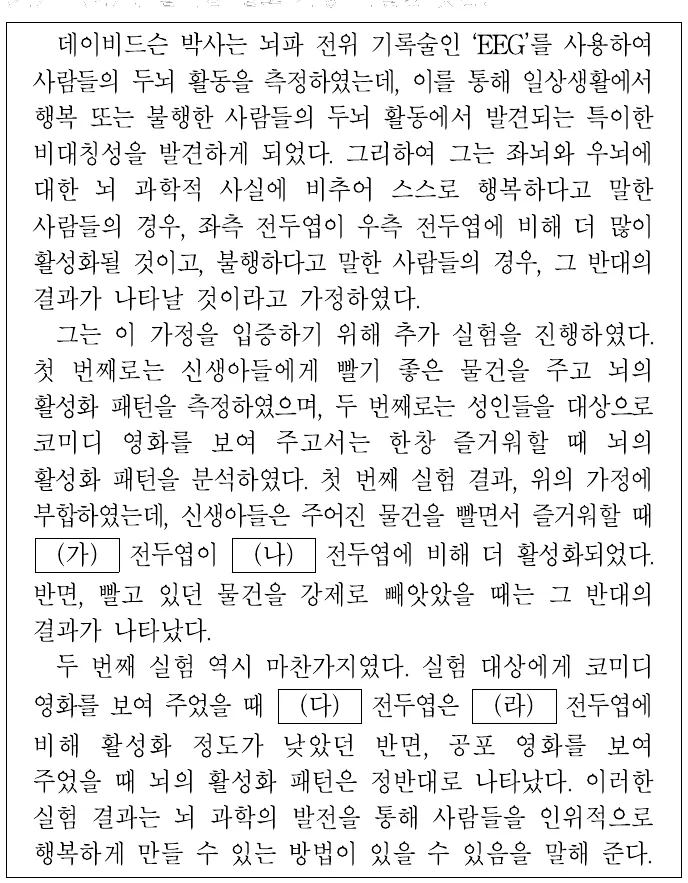 데이비드슨 박사는 뇌파 전위 기록술인 ‘EEG’를 사용하여
사람들의 두뇌 활동을 측정하였는데, 이를 통해 일상생활에서
행복 또는 불행한 사람들의 두뇌 활동에서 발견되는 특이한
비대칭성을 발견하게 되었다. 그리하여 그는 좌뇌와 우뇌에
대한 뇌 과학적 사실에 비추어 스스로 행복하다고 말한
사람들의 경우, 좌측 전두엽이 우측 전두엽에 비해 더 많이
활성화될 것이고, 불행하다고 말한 사람들의 경우, 그 반대의
결과가 나타날 것이라고 가정하였다.
그는 이 가정을 입증하기 위해 추가 실험을 진행하였다.
첫 번째로는 신생아들에게 빨기 좋은 물건을 주고 뇌의
활성화 패턴을 측정하였으며, 두 번째로는 성인들을 대상으로
코미디 영화를 보여 주고서는 한창 즐거워할 때 뇌의
활성화 패턴을 분석하였다. 첫 번째 실험 결과, 위의 가정에
부합하였는데, 신생아들은 주어진 물건을 빨면서 즐거워할 때
(가) 전두엽이 (나) 전두엽에 비해 더 활성화되었다.
반면, 빨고 있던 물건을 강제로 빼앗았을 때는 그 반대의
결과가 나타났다.
두 번째 실험 역시 마찬가지였다. 실험 대상에게 코미디
영화를 보여 주었을 때 (다) 전두엽은 (라) 전두엽에
비해 활성화 정도가 낮았던 반면, 공포 영화를 보여
주었을 때 뇌의 활성화 패턴은 정반대로 나타났다. 이러한
실험 결과는 뇌 과학의 발전을 통해 사람들을 인위적으로
행복하게 만들 수 있는 방법이 있을 수 있음을 말해 준다.